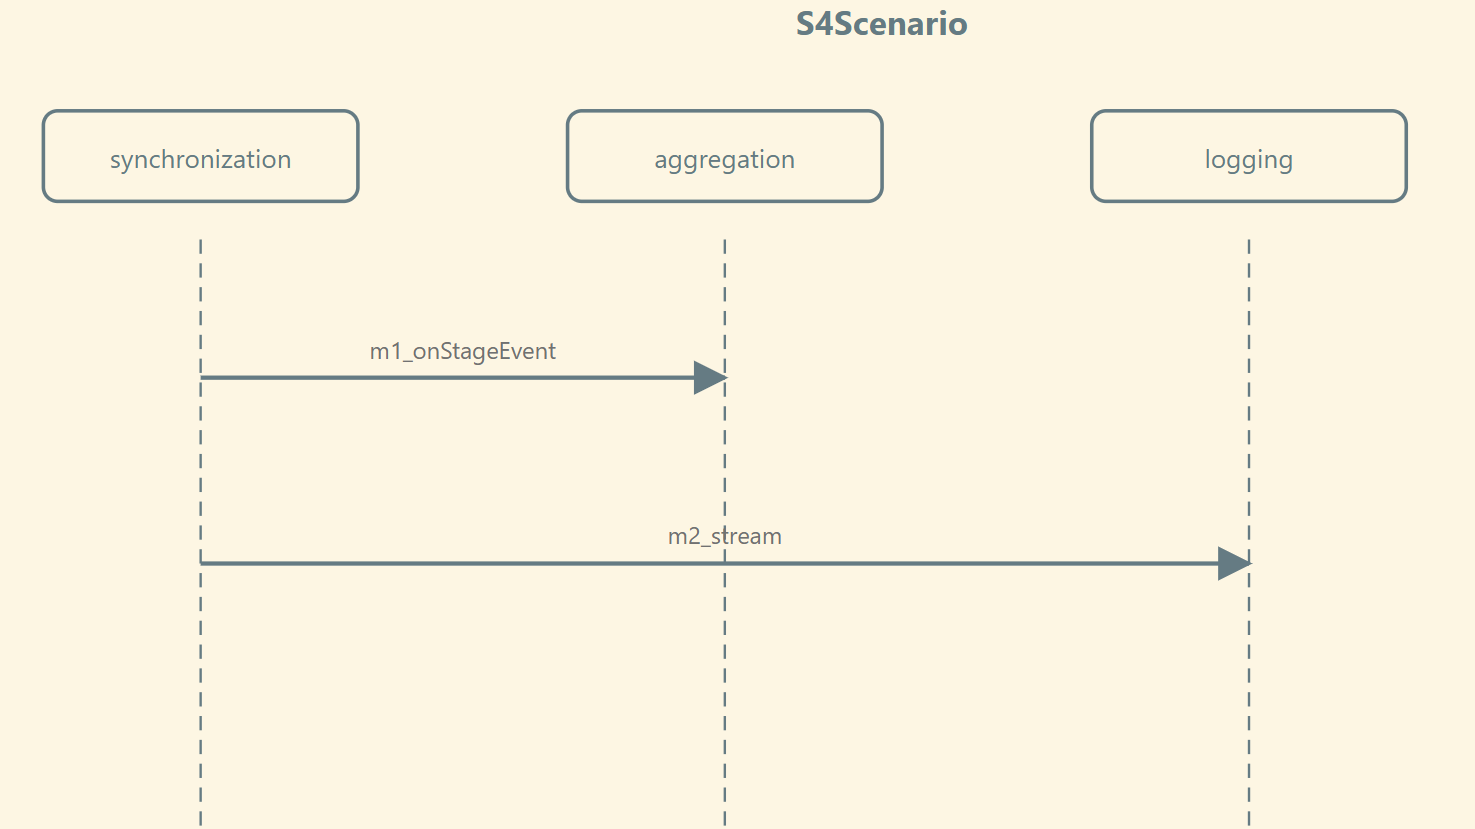 S4Scenario
synchronization
aggregation
logging
m1_onStageEvent
m2_stream